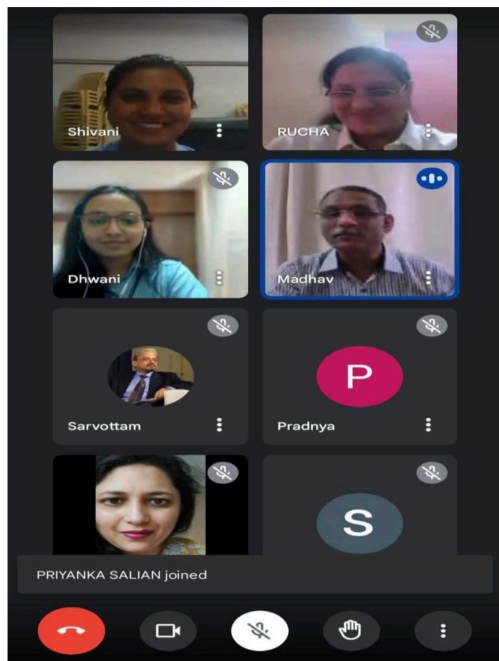 Shivani
RUCHA
Dhwani
Madhav
Sarvottam
P
Pradnya
S
PRIYANKA SALIAN joined